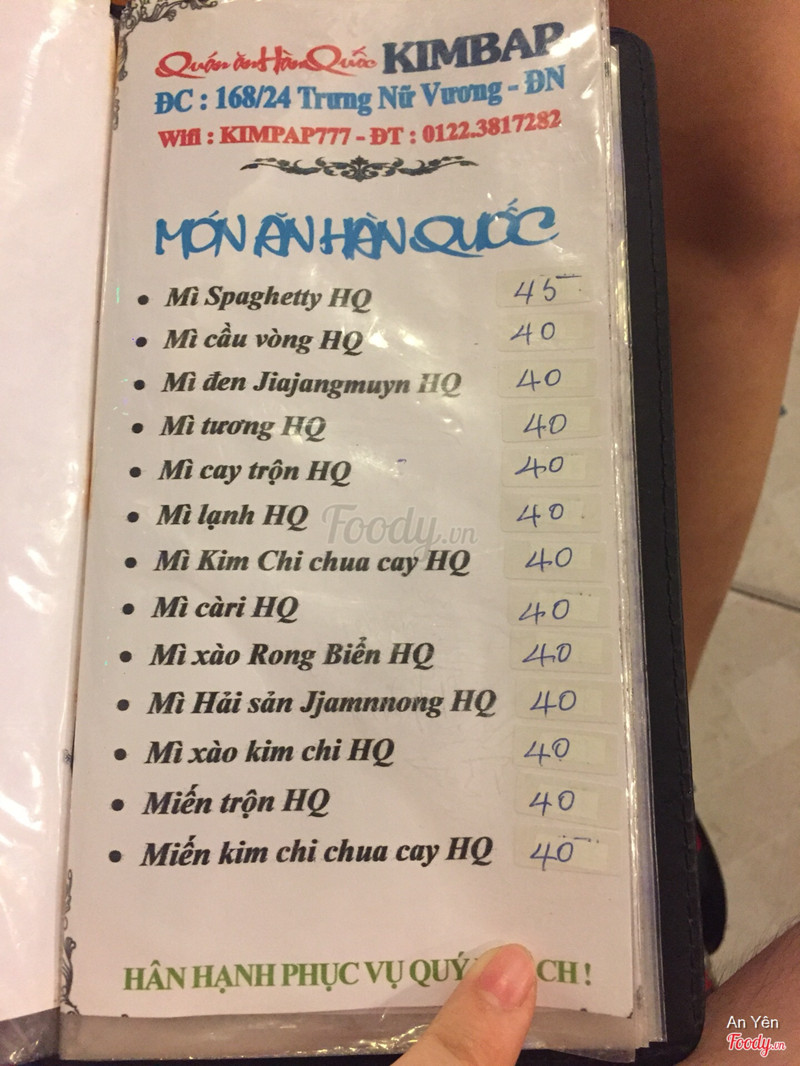 Quán ăn Hàn Quốc KIMBAP
ĐC : 168/24 Trưng Nữ Vương - ĐN
Wifi : KIMPAP777 - ĐT : 0122.3817282
MÓN ĂN HÀN QUỐC
• Mì Spaghetty HQ 45
• Mì cầu vòng HQ 40
• Mì đen Jiajangmuyn HQ 40
• Mì tương HQ 40
• Mì cay trộn HQ 40
• Mì lạnh HQ 40
Foody.vn
• Mì Kim Chi chua cay HQ 40
• Mì càri HQ 40
• Mì xào Rong Biển HQ 40
• Mì Hải sản Jjamnnong HQ 40
• Mì xào kim chi HQ 40
• Miến trộn HQ 40
• Miến kim chi chua cay HQ 40
HÂN HẠNH PHỤC VỤ QUÝ CH !
An Yên
Foody.vn